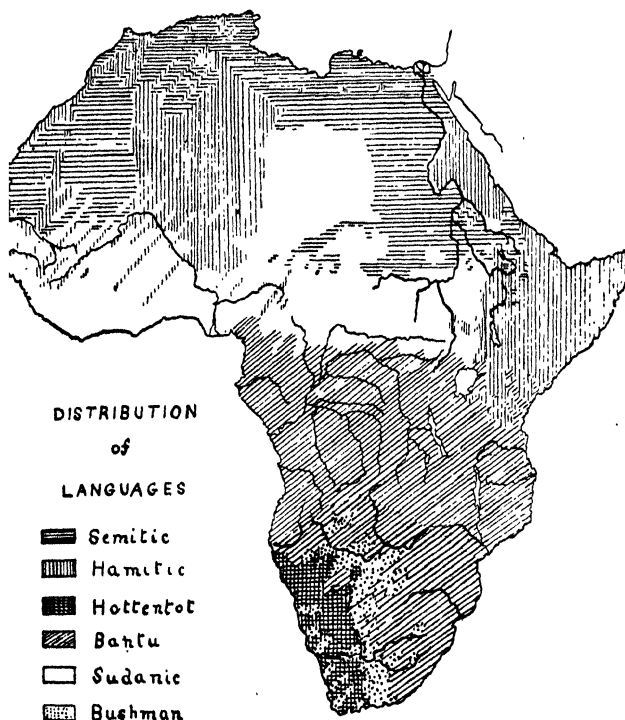 DISTRIBUTION
of
LANGUAGES
Semitic
Hamitic
Hottentot
Bantu
Sudanic
Bushman